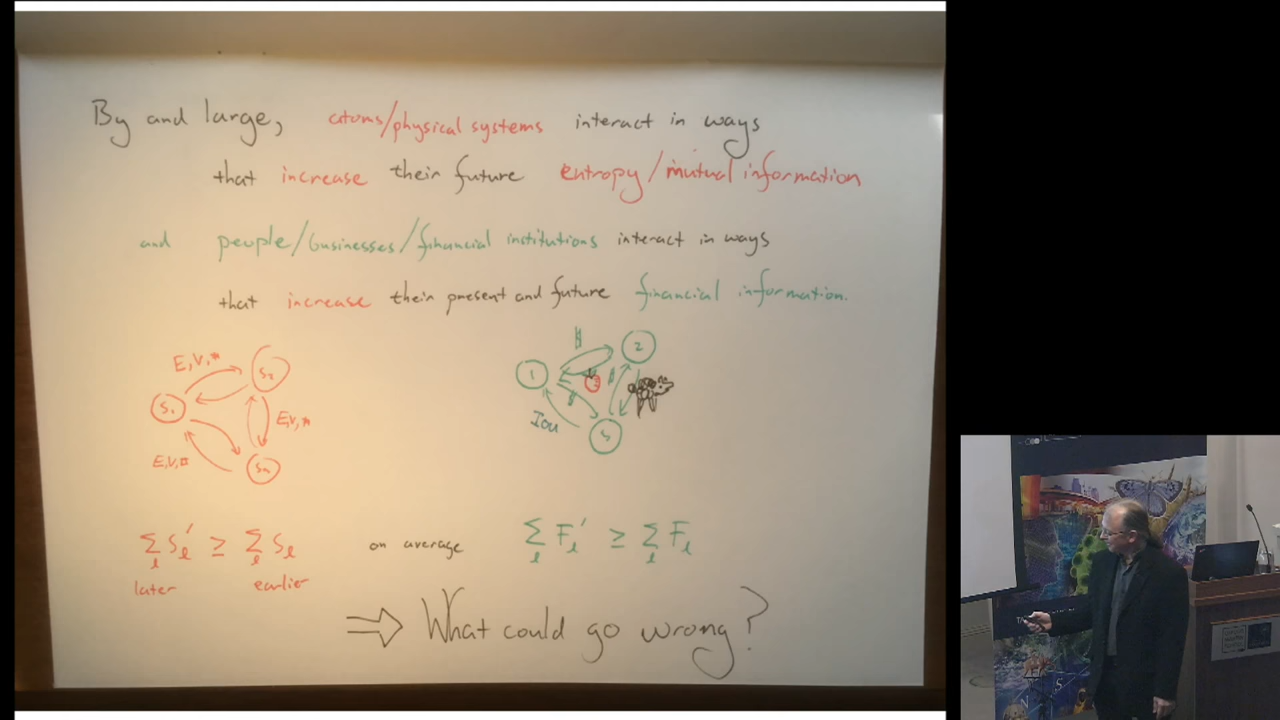 By and large, atoms/physical systems interact in ways
that increase their future entropy/mutual information
and people/businesses/financial institutions interact in ways
that increase their present and future financial information.
E,V,n
S₁
S₂
E,V,n
E,V,n
Sₙ
1
2
$
IOU
∑ₗ Sₗ' ≥ ∑ₗ Sₗ on average ∑ₗ Fₗ' ≥ ∑ₗ Fₗ
later earlier
⇒ What could go wrong?